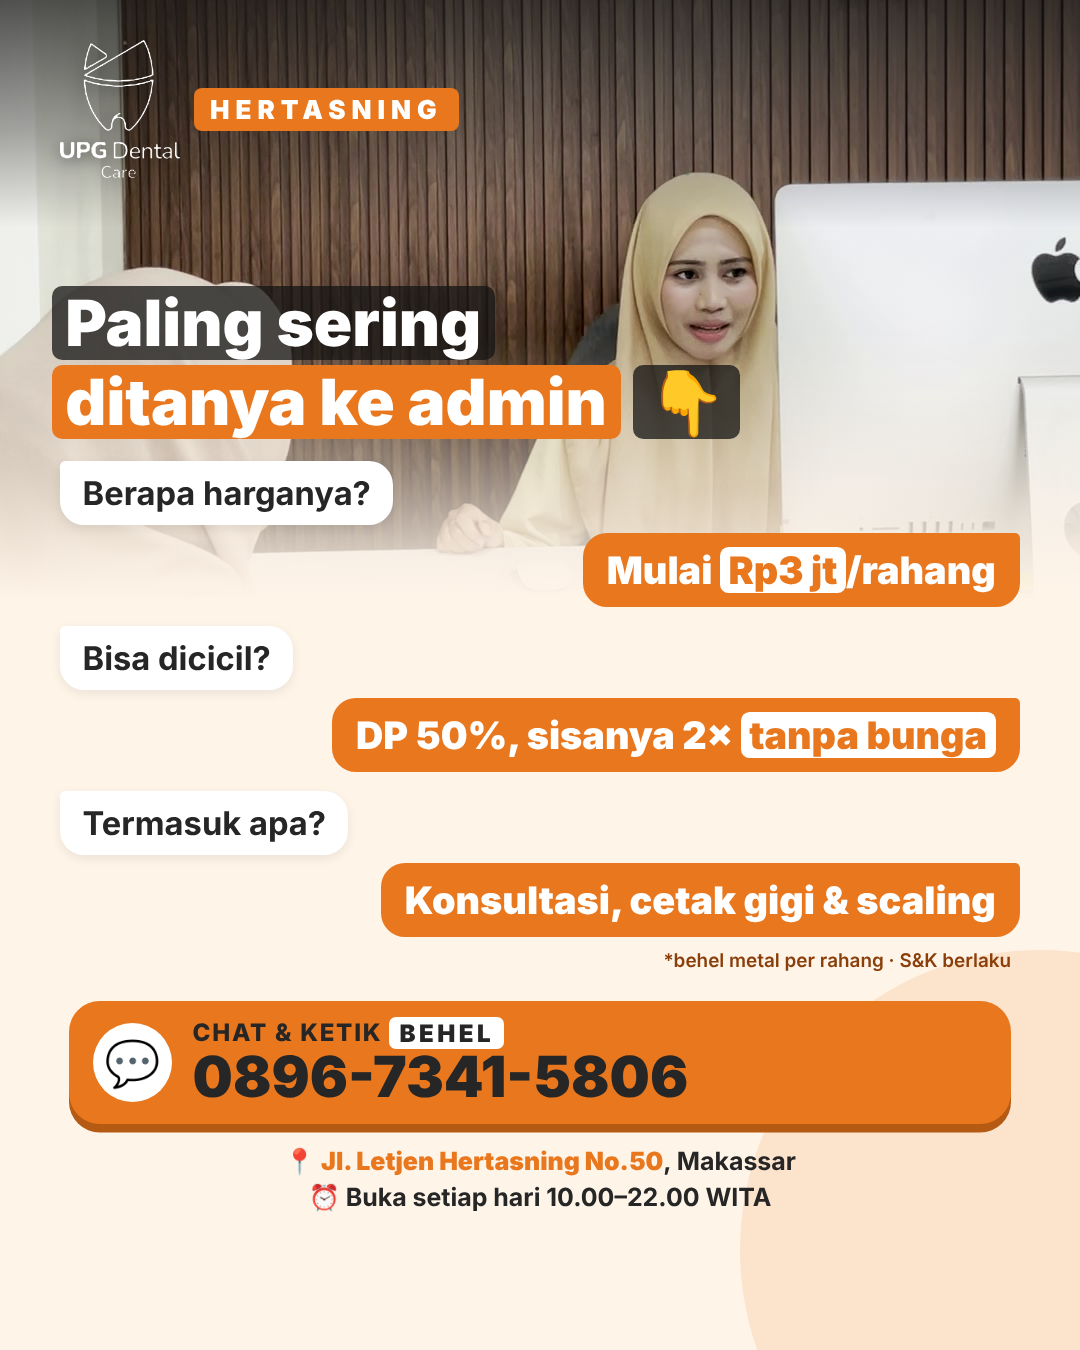 UPG Dental
Care
HERTASNING
Paling sering
ditanya ke admin 👇
Berapa harganya?
Mulai Rp3 jt/rahang
Bisa dicicil?
DP 50%, sisanya 2× tanpa bunga
Termasuk apa?
Konsultasi, cetak gigi & scaling
*behel metal per rahang · S&K berlaku
CHAT & KETIK BEHEL
💬 0896-7341-5806
📍 Jl. Letjen Hertasning No.50, Makassar
⏰ Buka setiap hari 10.00–22.00 WITA